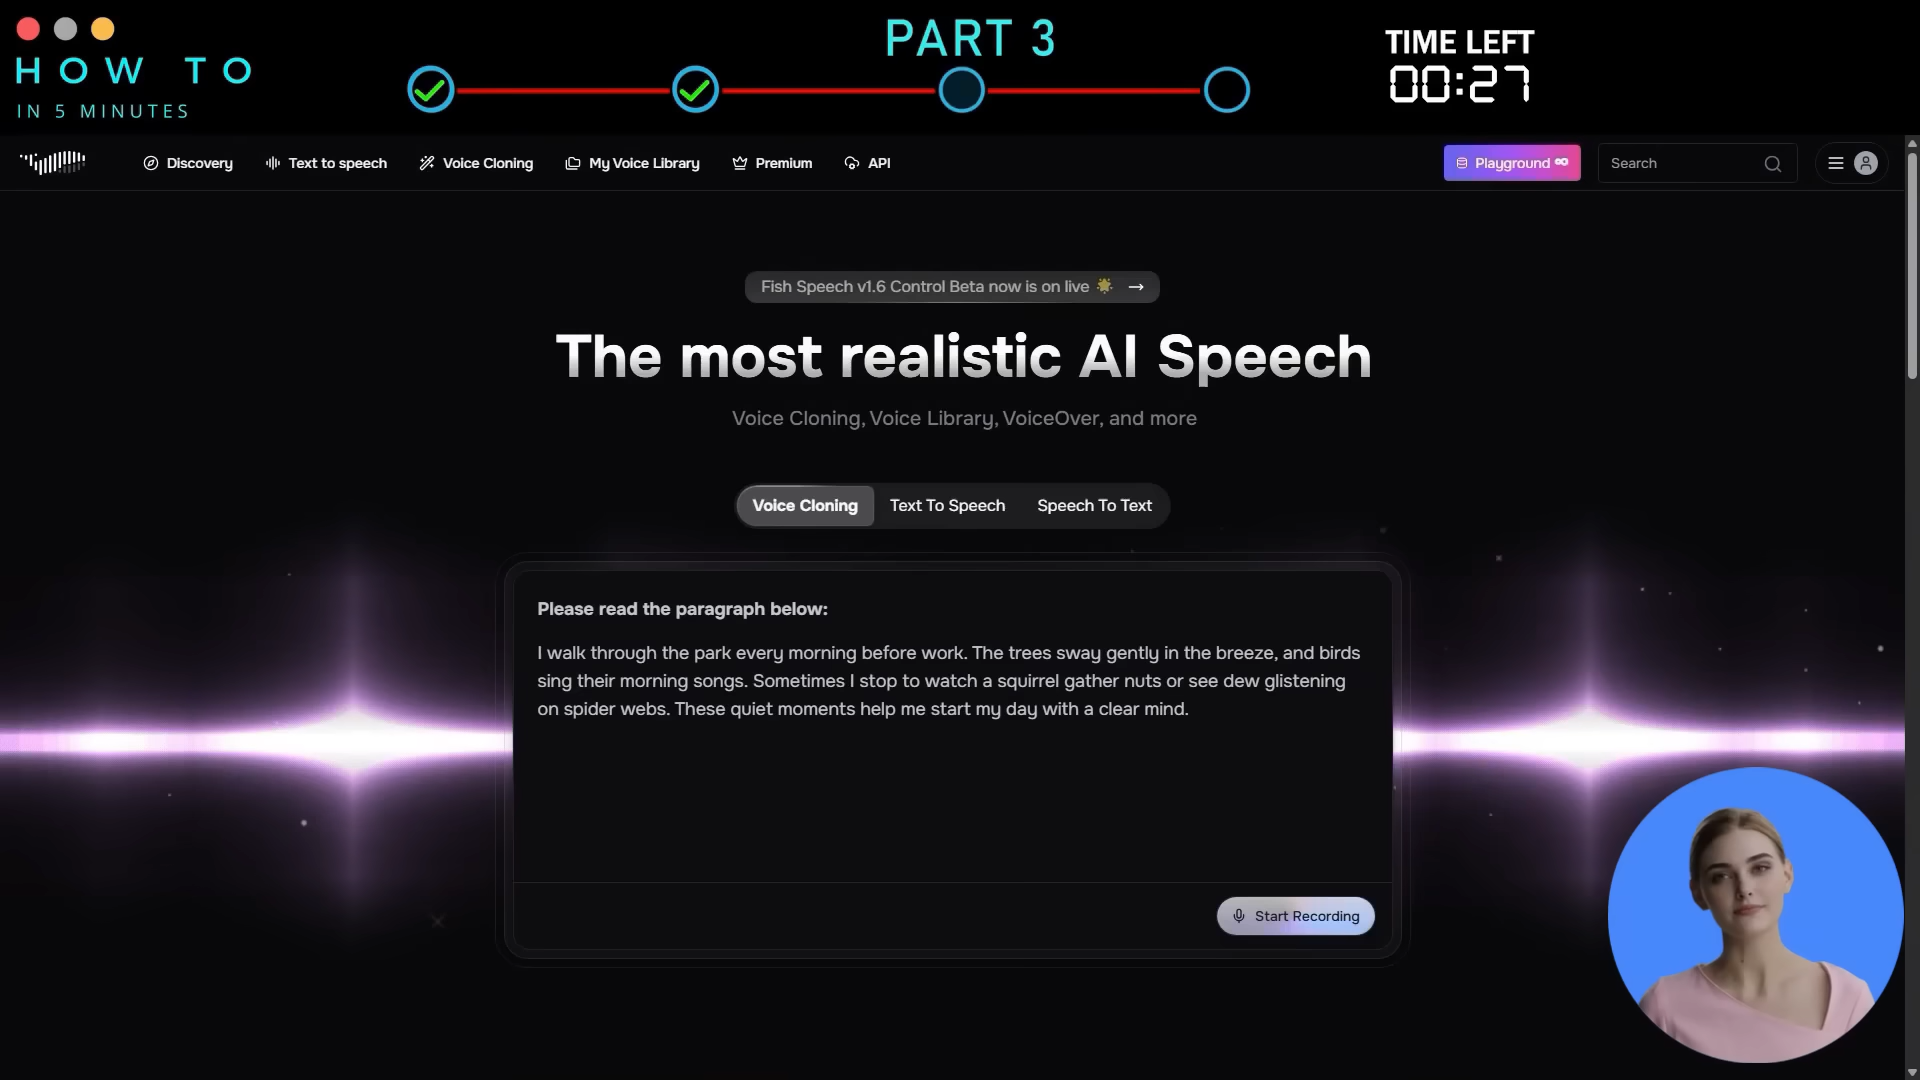 HOW TO
IN 5 MINUTES
PART 3
TIME LEFT
00:27
Discovery
Text to speech
Voice Cloning
My Voice Library
Premium
API
Playground
Search
Fish Speech v1.6 Control Beta now is on live 🌟 →
The most realistic AI Speech
Voice Cloning, Voice Library, VoiceOver, and more
Voice Cloning
Text To Speech
Speech To Text
Please read the paragraph below:
I walk through the park every morning before work. The trees sway gently in the breeze, and birds
sing their morning songs. Sometimes I stop to watch a squirrel gather nuts or see dew glistening
on spider webs. These quiet moments help me start my day with a clear mind.
Start Recording